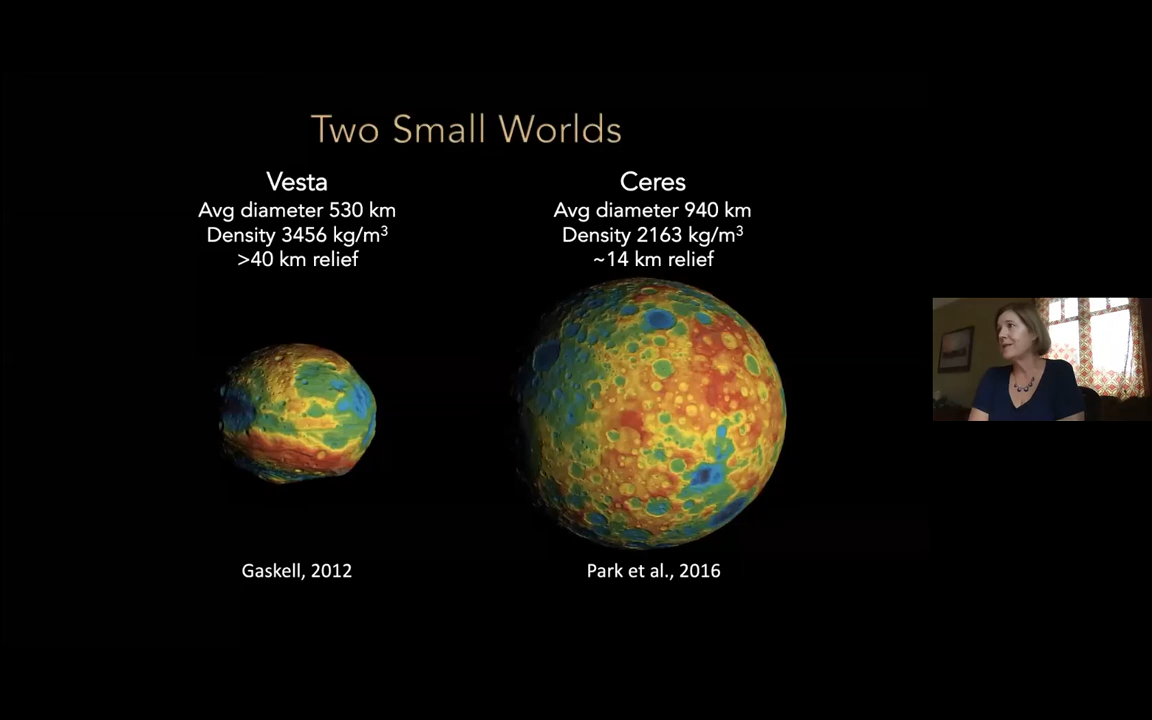 Two Small Worlds
Vesta
Avg diameter 530 km
Density 3456 kg/m³
>40 km relief
Ceres
Avg diameter 940 km
Density 2163 kg/m³
~14 km relief
Gaskell, 2012
Park et al., 2016